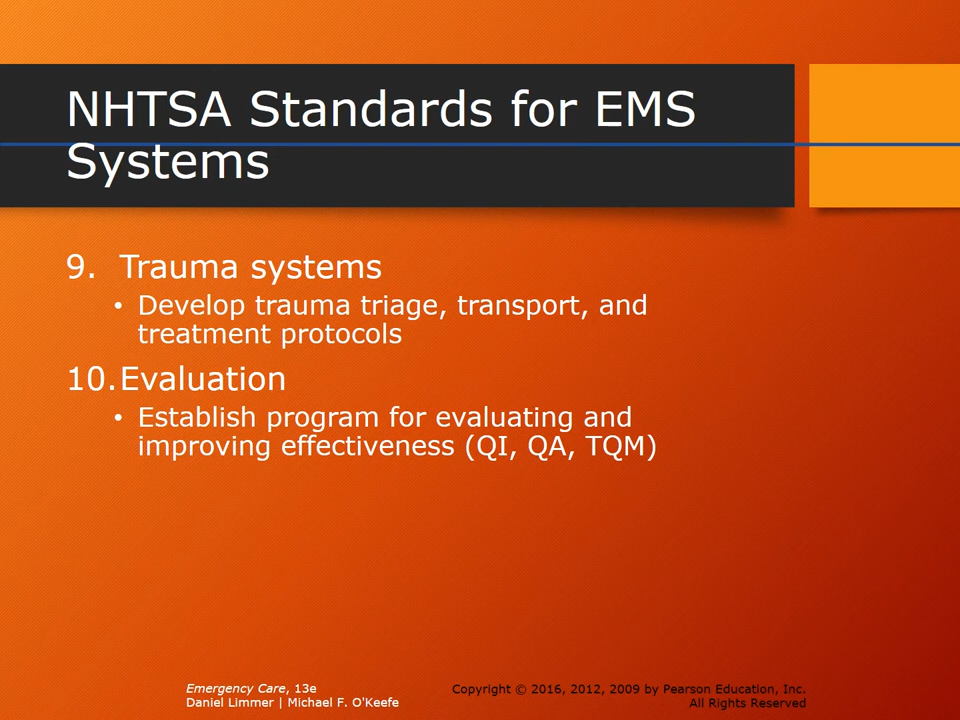 NHTSA Standards for EMS
Systems
9. Trauma systems
• Develop trauma triage, transport, and
treatment protocols
10. Evaluation
• Establish program for evaluating and
improving effectiveness (QI, QA, TQM)
Emergency Care, 13e
Daniel Limmer | Michael F. O'Keefe
Copyright © 2016, 2012, 2009 by Pearson Education, Inc.
All Rights Reserved